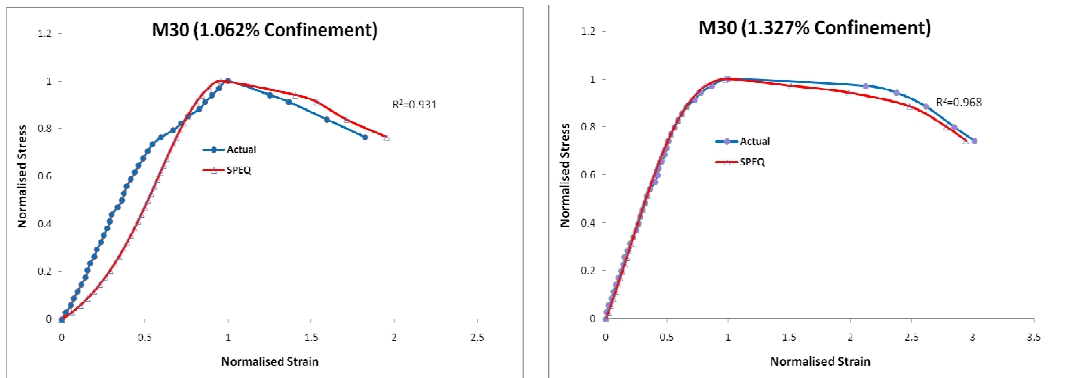 M30 (1.062% Confinement)
1.2
1
0.8
0.6
0.4
0.2
0
0 0.5 1 1.5 2 2.5
Normalised Stress
Normalised Strain
Actual
SPEQ
R²=0.931
M30 (1.327% Confinement)
1.2
1
0.8
0.6
0.4
0.2
0
0 0.5 1 1.5 2 2.5 3 3.5
Normalised Stress
Normalised Strain
Actual
SPEQ
R²=0.968